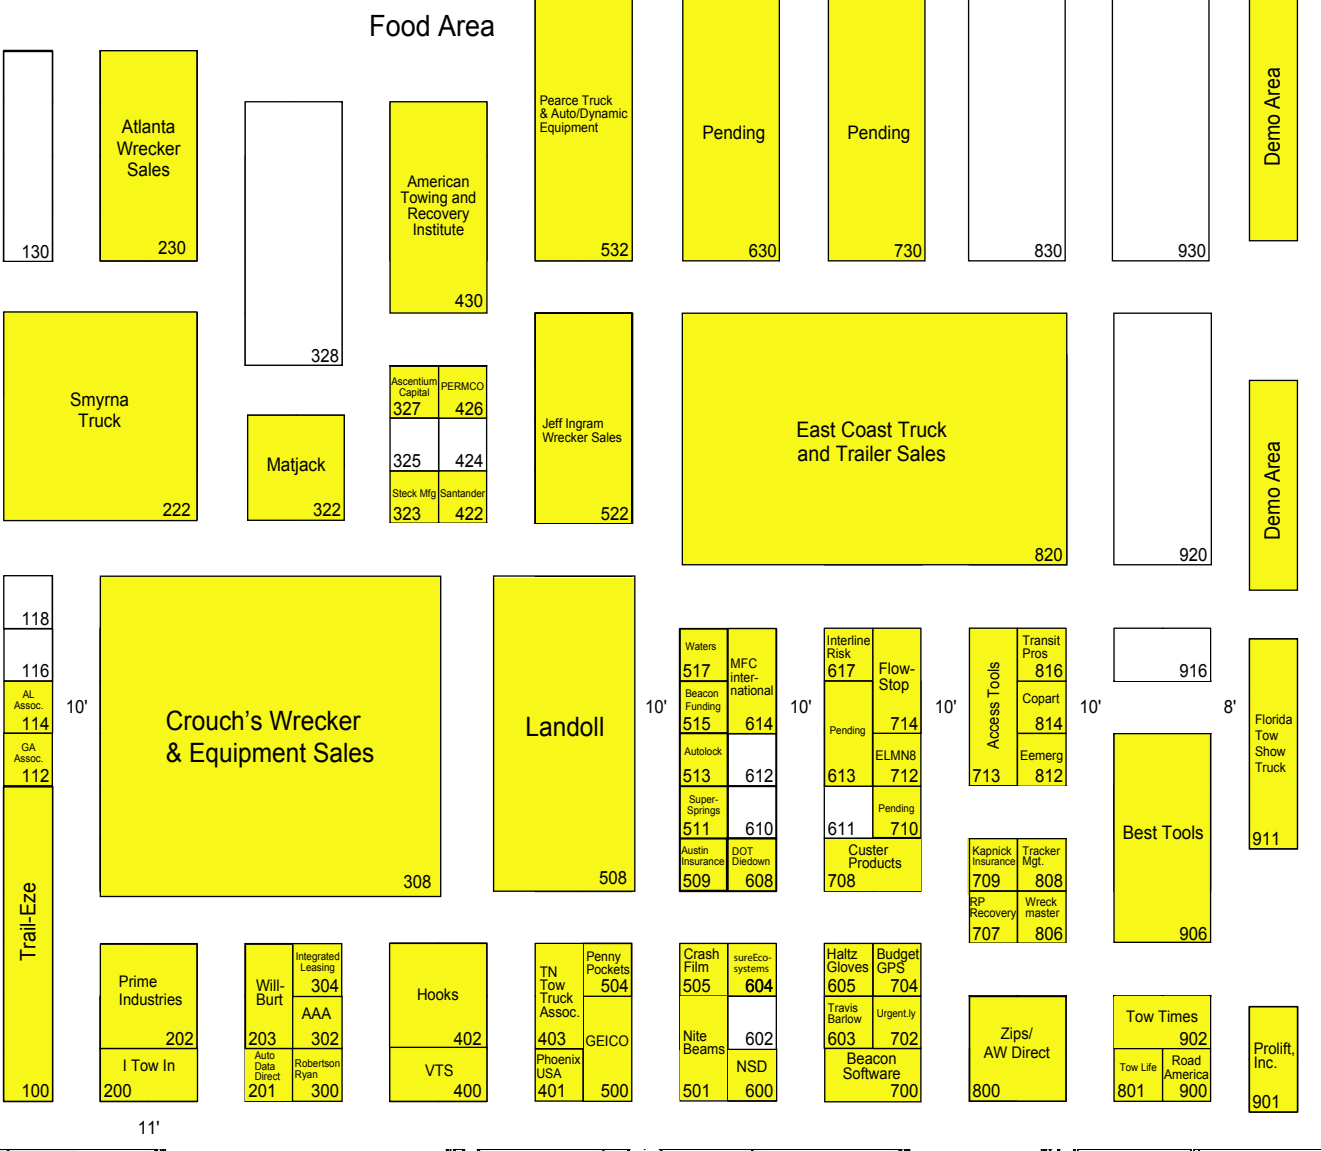 Food Area
130
Atlanta
Wrecker
Sales
230
328
American
Towing and
Recovery
Institute
430
Pearce Truck
& Auto/Dynamic
Equipment
532
Pending
630
Pending
730
830
930
Demo Area
Smyrna
Truck
222
Matjack
322
Ascentium
Capital
327
PERMCO
426
325
424
Steck Mfg
323
Santander
422
Jeff Ingram
Wrecker Sales
522
East Coast Truck
and Trailer Sales
820
920
Demo Area
118
116
AL
Assoc.
114
GA
Assoc.
112
10'
Crouch's Wrecker
& Equipment Sales
308
Landoll
508
10'
Waters
517
MFC
inter-
national
614
Beacon
Funding
515
Autolock
513
612
Super-
Springs
511
610
Austin
Insurance
509
DOT
Diedown
608
10'
Interline
Risk
617
Flow-
Stop
714
Pending
613
ELMN8
712
611
Pending
710
Custer
Products
708
10'
Access Tools
713
Transit
Pros
816
Copart
814
Eemerg
812
Kapnick
Insurance
709
Tracker
Mgt.
808
RP
Recovery
707
Wreck
master
806
10'
916
Best Tools
906
8'
Florida
Tow
Show
Truck
911
Trail-Eze
100
Prime
Industries
202
I Tow In
200
11'
Will-
Burt
203
Integrated
Leasing
304
AAA
302
Auto
Data
Direct
201
Robertson
Ryan
300
Hooks
402
VTS
400
TN
Tow
Truck
Assoc.
403
Penny
Pockets
504
GEICO
500
Phoenix
USA
401
Crash
Film
505
sureEco-
systems
604
Nite
Beams
501
602
NSD
600
Haltz
Gloves
605
Budget
GPS
704
Travis
Barlow
603
Urgent.ly
702
Beacon
Software
700
Zips/
AW Direct
800
Tow Times
902
Tow Life
801
Road
America
900
Prolift,
Inc.
901